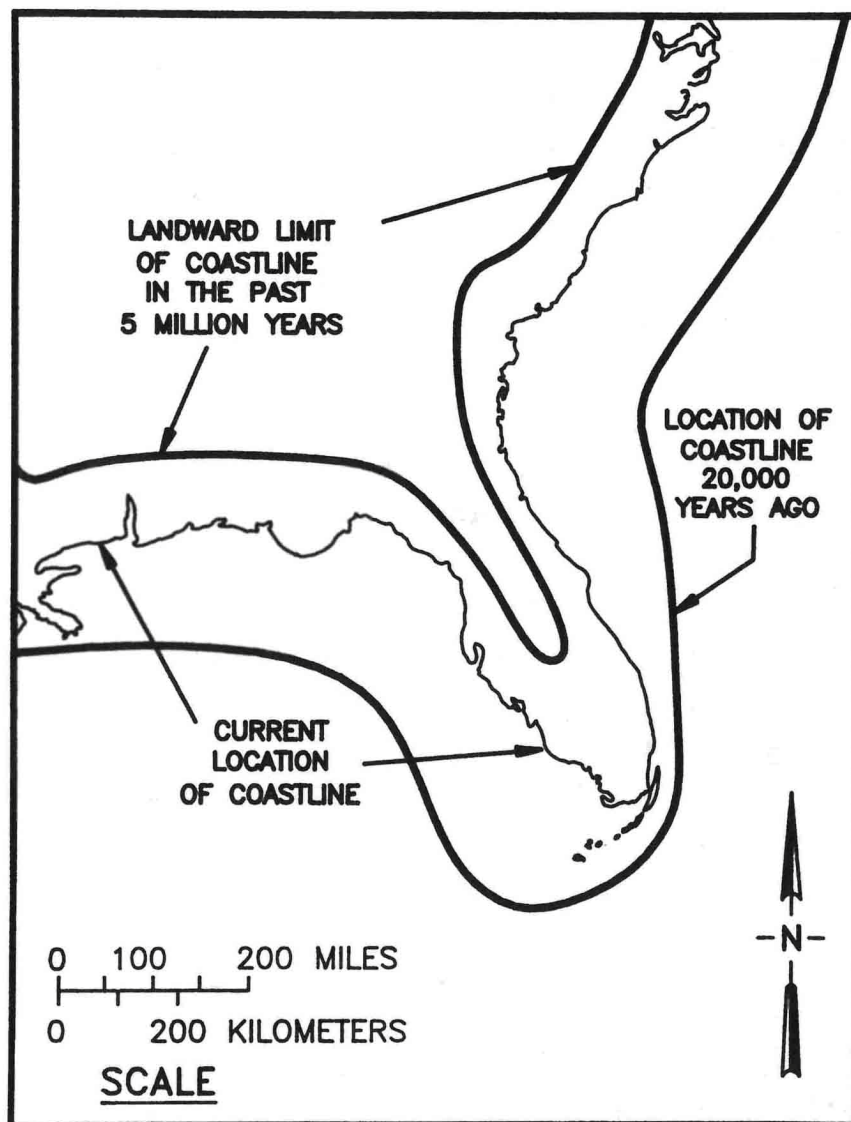 LANDWARD LIMIT
OF COASTLINE
IN THE PAST
5 MILLION YEARS
LOCATION OF
COASTLINE
20,000
YEARS AGO
CURRENT
LOCATION
OF COASTLINE
N
0 100 200 MILES
0 200 KILOMETERS
SCALE